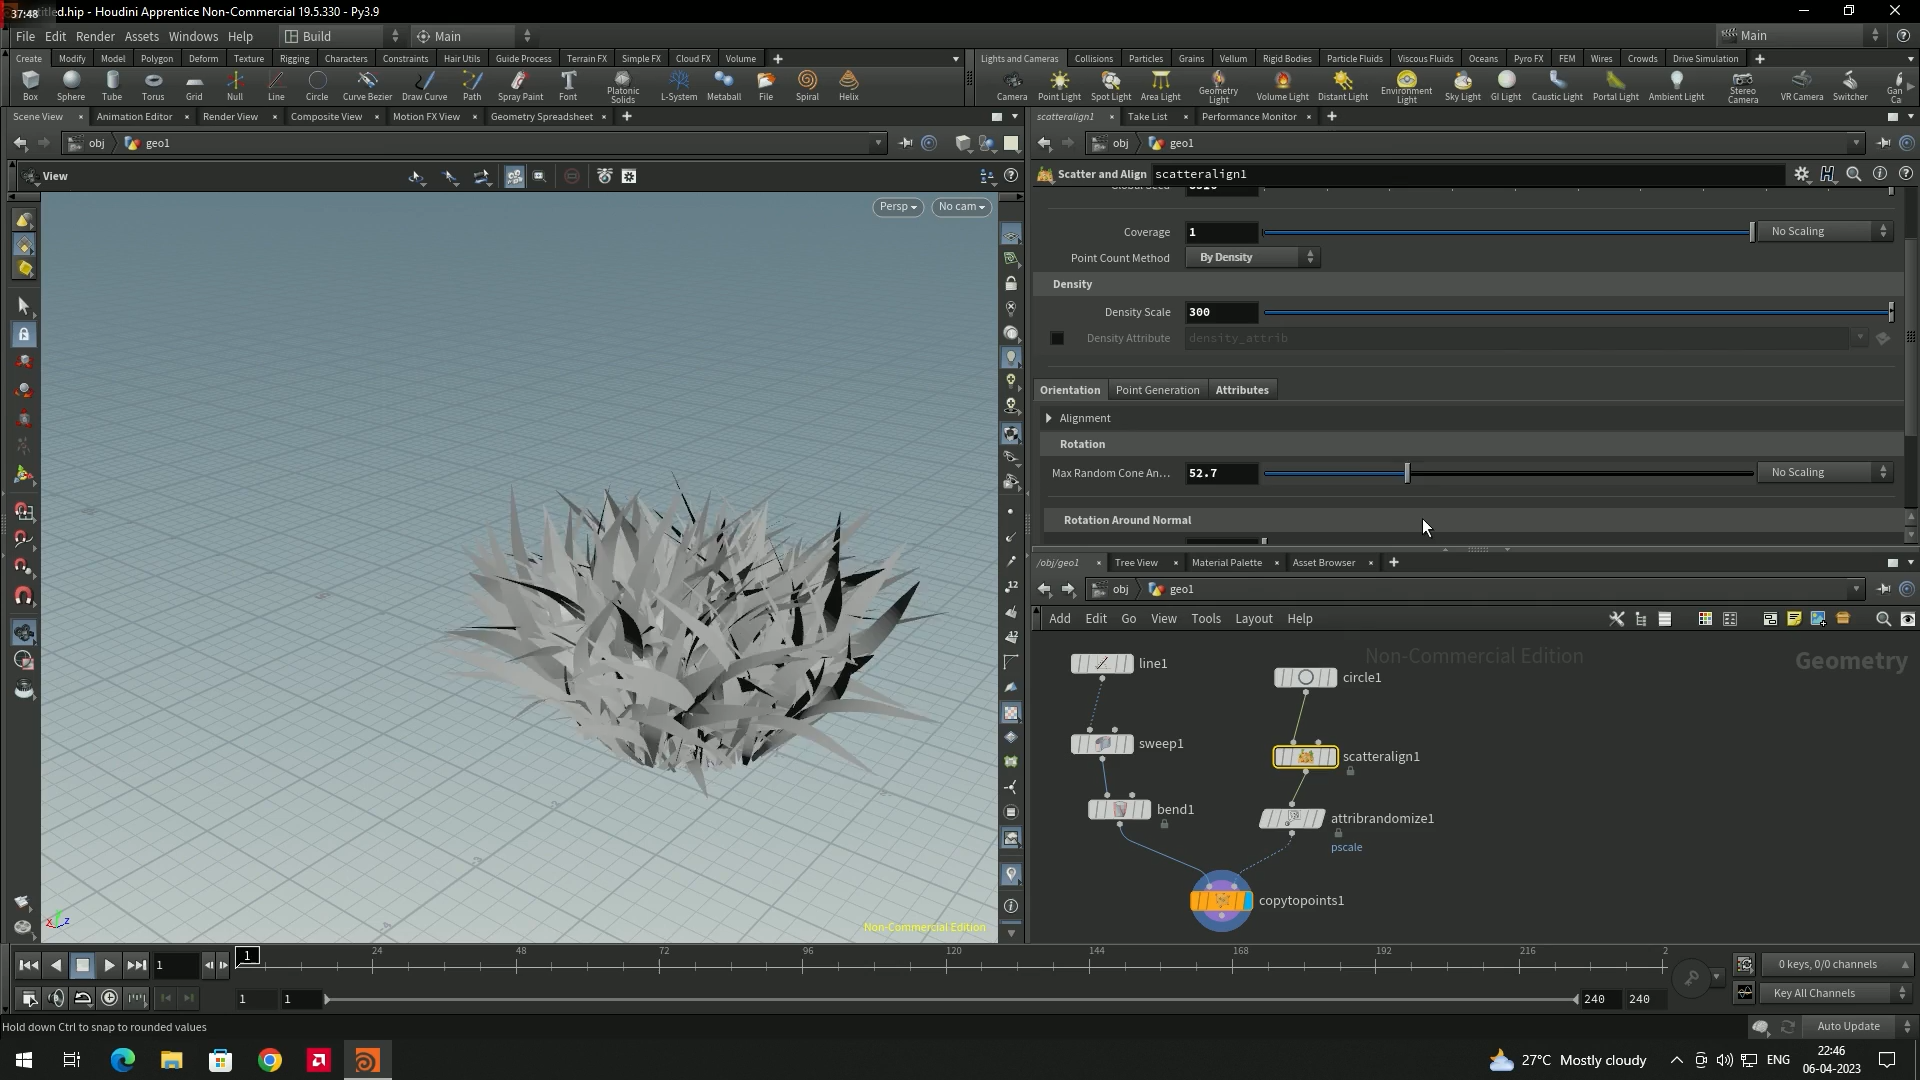 37:48 led.hip - Houdini Apprentice Non-Commercial 19.5.330 - Py3.9
File Edit Render Assets Windows Help Build Main Main
Create Modify Model Polygon Deform Texture Rigging Characters Constraints Hair Utils Guide Process Terrain FX Simple FX Cloud FX Volume
Lights and Cameras Collisions Particles Grains Vellum Rigid Bodies Particle Fluids Viscous Fluids Oceans Pyro FX FEM Wires Crowds Drive Simulation
Box Sphere Tube Torus Grid Null Line Circle Curve Bezier Draw Curve Path Spray Paint Font Platonic Solids L-System Metaball File Spiral Helix
Camera Point Light Spot Light Area Light Geometry Light Volume Light Distant Light Environment Light Sky Light GI Light Caustic Light Portal Light Ambient Light Stereo Camera VR Camera Switcher Gan Ca
Scene View Animation Editor Render View Composite View Motion FX View Geometry Spreadsheet
scatteralign1 Take List Performance Monitor
obj geo1
obj geo1
View
Scatter and Align scatteralign1
Persp No cam
Coverage 1 No Scaling
Point Count Method By Density
Density
Density Scale 300
Density Attribute density_attrib
Orientation Point Generation Attributes
Alignment
Rotation
Max Random Cone An... 52.7 No Scaling
Rotation Around Normal
/obj/geo1 Tree View Material Palette Asset Browser
obj geo1
Add Edit Go View Tools Layout Help
Non-Commercial Edition
Geometry
line1
circle1
sweep1
scatteralign1
bend1
attribrandomize1
pscale
copytopoints1
x z
Non-Commercial Edition
1 1 24 48 72 96 120 144 168 192 216 2
0 keys, 0/0 channels
1 1 240 240
Key All Channels
Hold down Ctrl to snap to rounded values
Auto Update
27°C Mostly cloudy ENG 22:46
06-04-2023